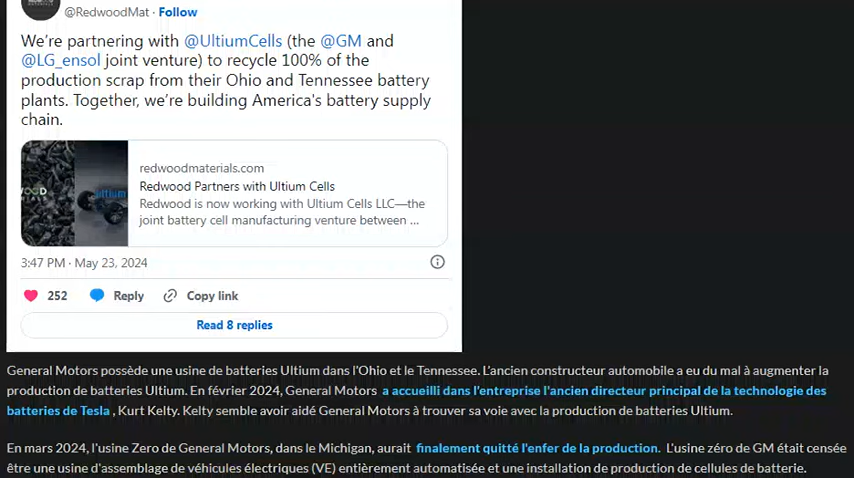 @RedwoodMat · Follow
We’re partnering with @UltiumCells (the @GM and
@LG_ensol joint venture) to recycle 100% of the
production scrap from their Ohio and Tennessee battery
plants. Together, we’re building America's battery supply
chain.
redwoodmaterials.com
Redwood Partners with Ultium Cells
Redwood is now working with Ultium Cells LLC—the
joint battery cell manufacturing venture between ...
ultium
3:47 PM · May 23, 2024
252 Reply Copy link
Read 8 replies
General Motors possède une usine de batteries Ultium dans l'Ohio et le Tennessee. L’ancien constructeur automobile a eu du mal à augmenter la
production de batteries Ultium. En février 2024, General Motors a accueilli dans l'entreprise l'ancien directeur principal de la technologie des
batteries de Tesla , Kurt Kelty. Kelty semble avoir aidé General Motors à trouver sa voie avec la production de batteries Ultium.
En mars 2024, l'usine Zero de General Motors, dans le Michigan, aurait finalement quitté l'enfer de la production. L'usine zéro de GM était censée
être une usine d'assemblage de véhicules électriques (VE) entièrement automatisée et une installation de production de cellules de batterie.